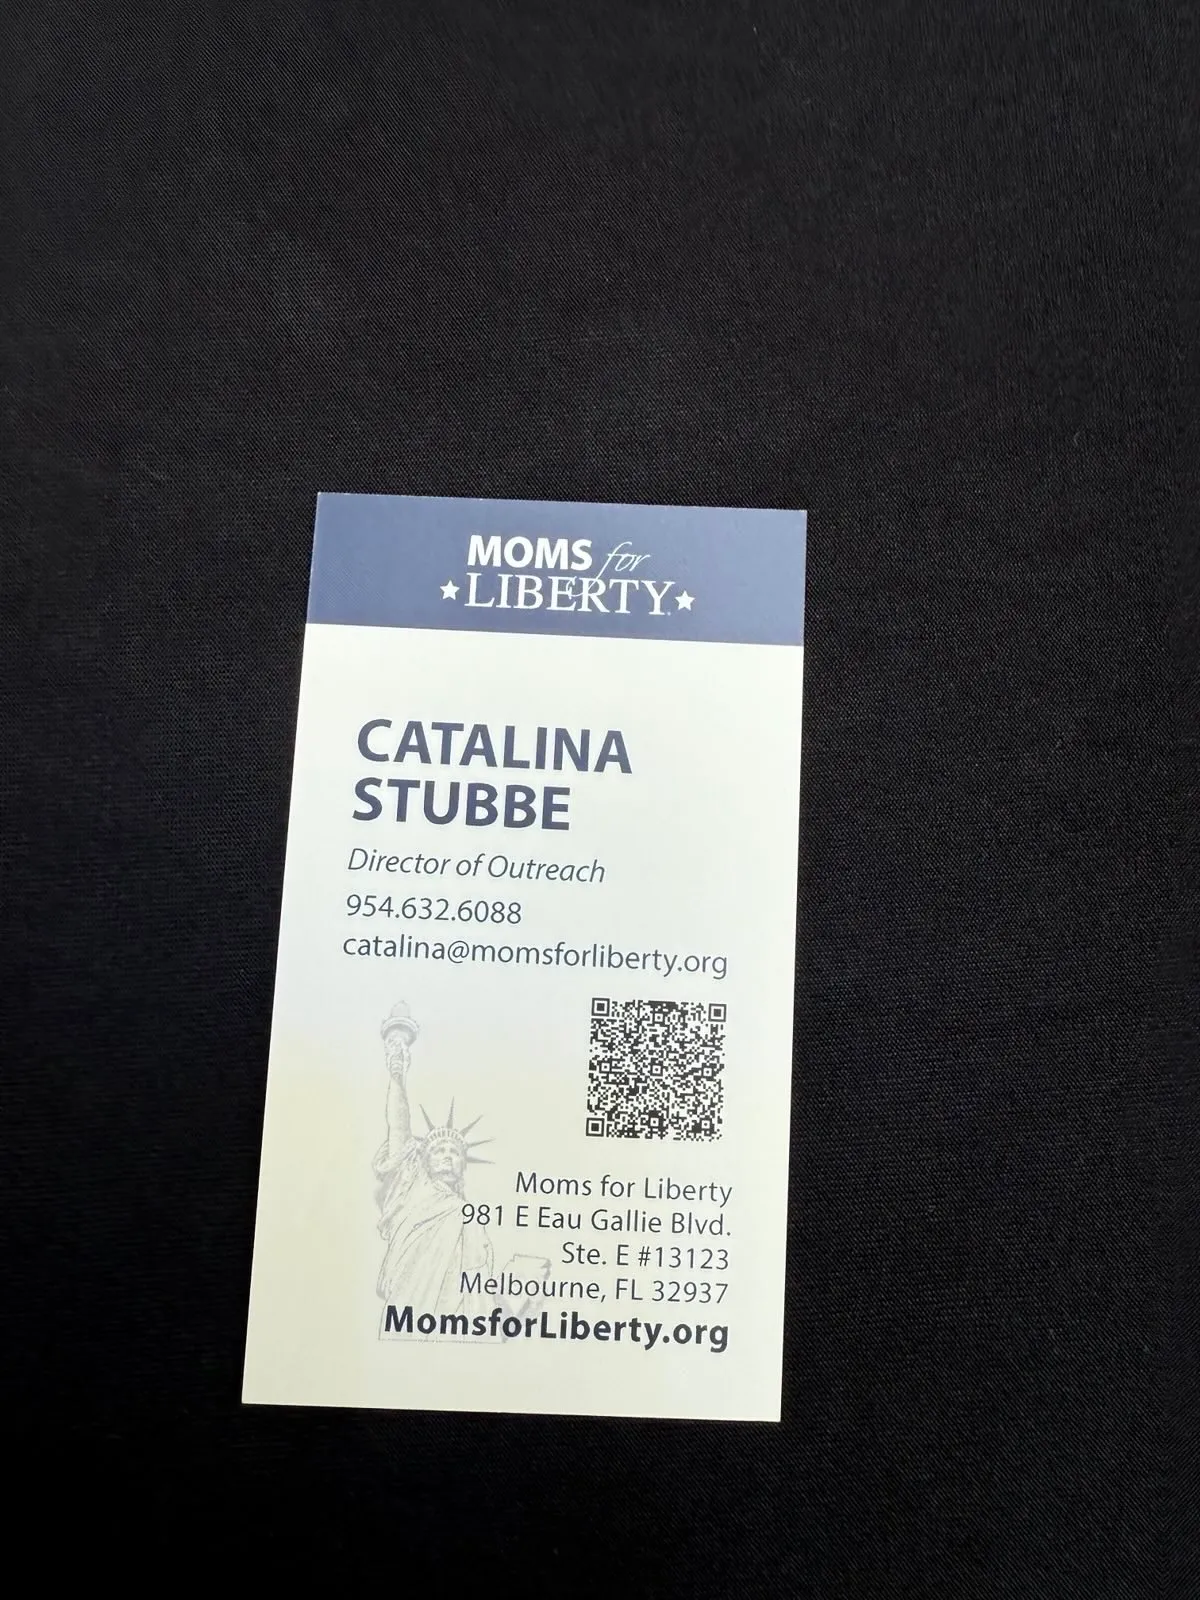 MOMS for
LIBERTY
CATALINA
STUBBE
Director of Outreach
954.632.6088
catalina@momsforliberty.org
Moms for Liberty
981 E Eau Gallie Blvd.
Ste. E #13123
Melbourne, FL 32937
MomsforLiberty.org